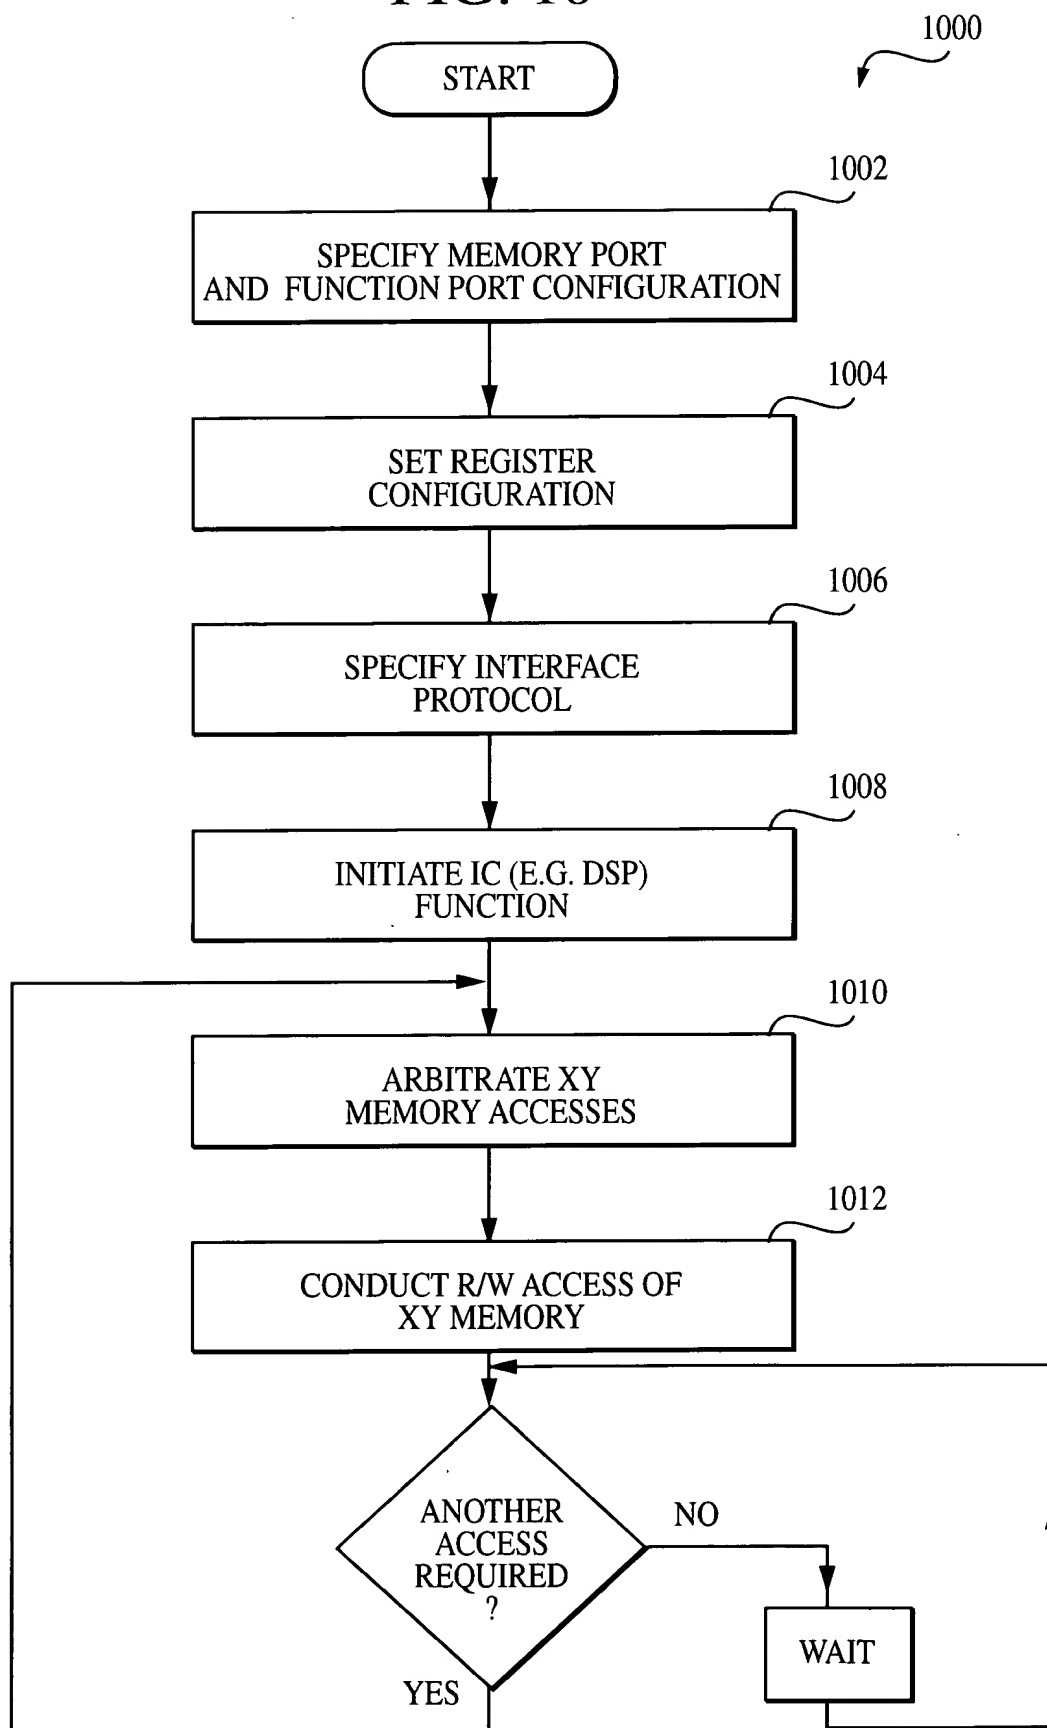 FIG. 10
1000
START
1002
SPECIFY MEMORY PORT
AND FUNCTION PORT CONFIGURATION
1004
SET REGISTER
CONFIGURATION
1006
SPECIFY INTERFACE
PROTOCOL
1008
INITIATE IC (E.G. DSP)
FUNCTION
1010
ARBITRATE XY
MEMORY ACCESSES
1012
CONDUCT R/W ACCESS OF
XY MEMORY
ANOTHER
ACCESS
REQUIRED
?
NO
WAIT
YES